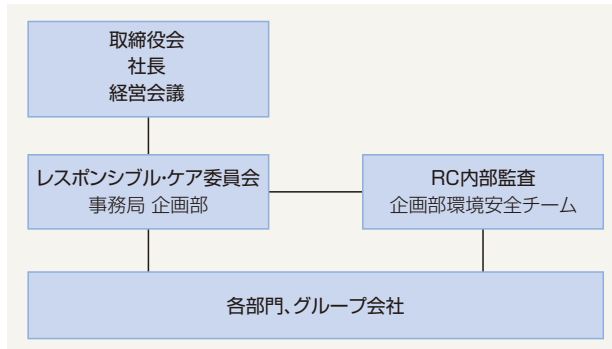 取締役会
社長
経営会議
レスポンシブル・ケア委員会
事務局 企画部
RC内部監査
企画部環境安全チーム
各部門、グループ会社